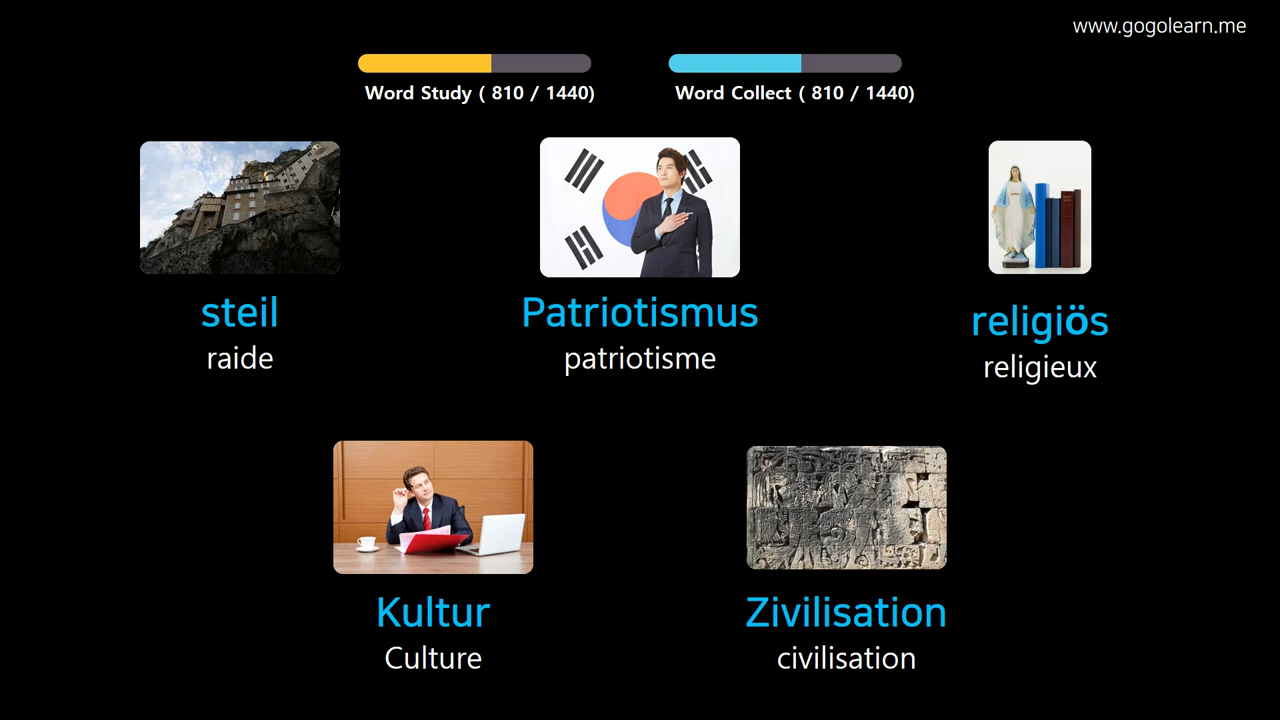 www.gogolearn.me
Word Study ( 810 / 1440)
Word Collect ( 810 / 1440)
steil
raide
Patriotismus
patriotisme
religiös
religieux
Kultur
Culture
Zivilisation
civilisation